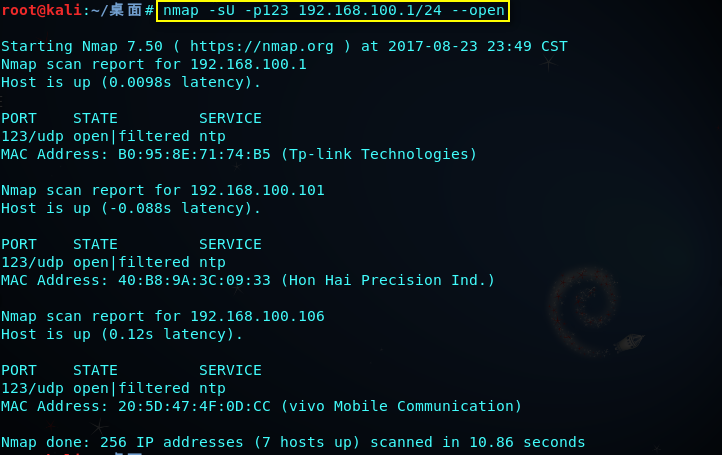 root@kali:~/桌面# nmap -sU -p123 192.168.100.1/24 --open
Starting Nmap 7.50 ( https://nmap.org ) at 2017-08-23 23:49 CST
Nmap scan report for 192.168.100.1
Host is up (0.0098s latency).
PORT    STATE         SERVICE
123/udp open|filtered ntp
MAC Address: B0:95:8E:71:74:B5 (Tp-link Technologies)
Nmap scan report for 192.168.100.101
Host is up (-0.088s latency).
PORT    STATE         SERVICE
123/udp open|filtered ntp
MAC Address: 40:B8:9A:3C:09:33 (Hon Hai Precision Ind.)
Nmap scan report for 192.168.100.106
Host is up (0.12s latency).
PORT    STATE         SERVICE
123/udp open|filtered ntp
MAC Address: 20:5D:47:4F:0D:CC (vivo Mobile Communication)
Nmap done: 256 IP addresses (7 hosts up) scanned in 10.86 seconds